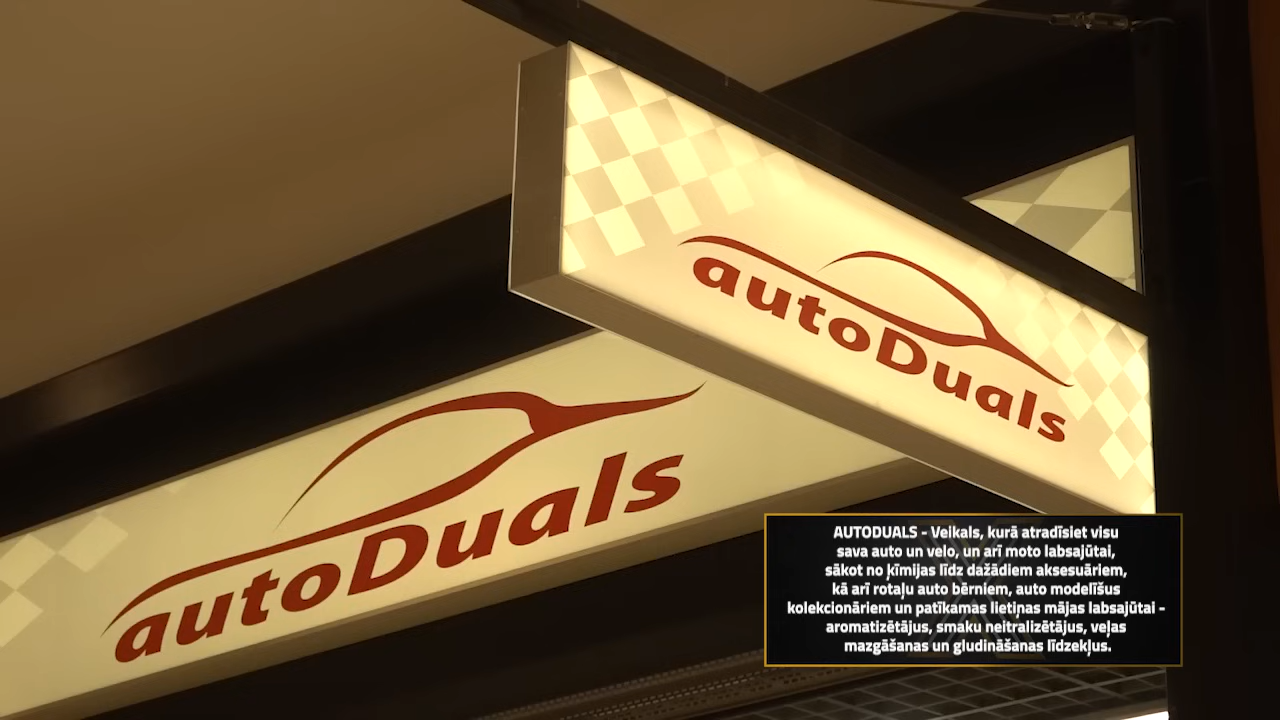 autoDuals
autoDuals
AUTODUALS - Veikals, kurā atradīsiet visu
sava auto un velo, un arī moto labsajūtai,
sākot no ķīmijas līdz dažādiem aksesuāriem,
kā arī rotaļu auto bērniem, auto modelīšus
kolekcionāriem un patīkamas lietiņas mājas labsajūtai -
aromatizētājus, smaku neitralizētājus, veļas
mazgāšanas un gludināšanas līdzekļus.